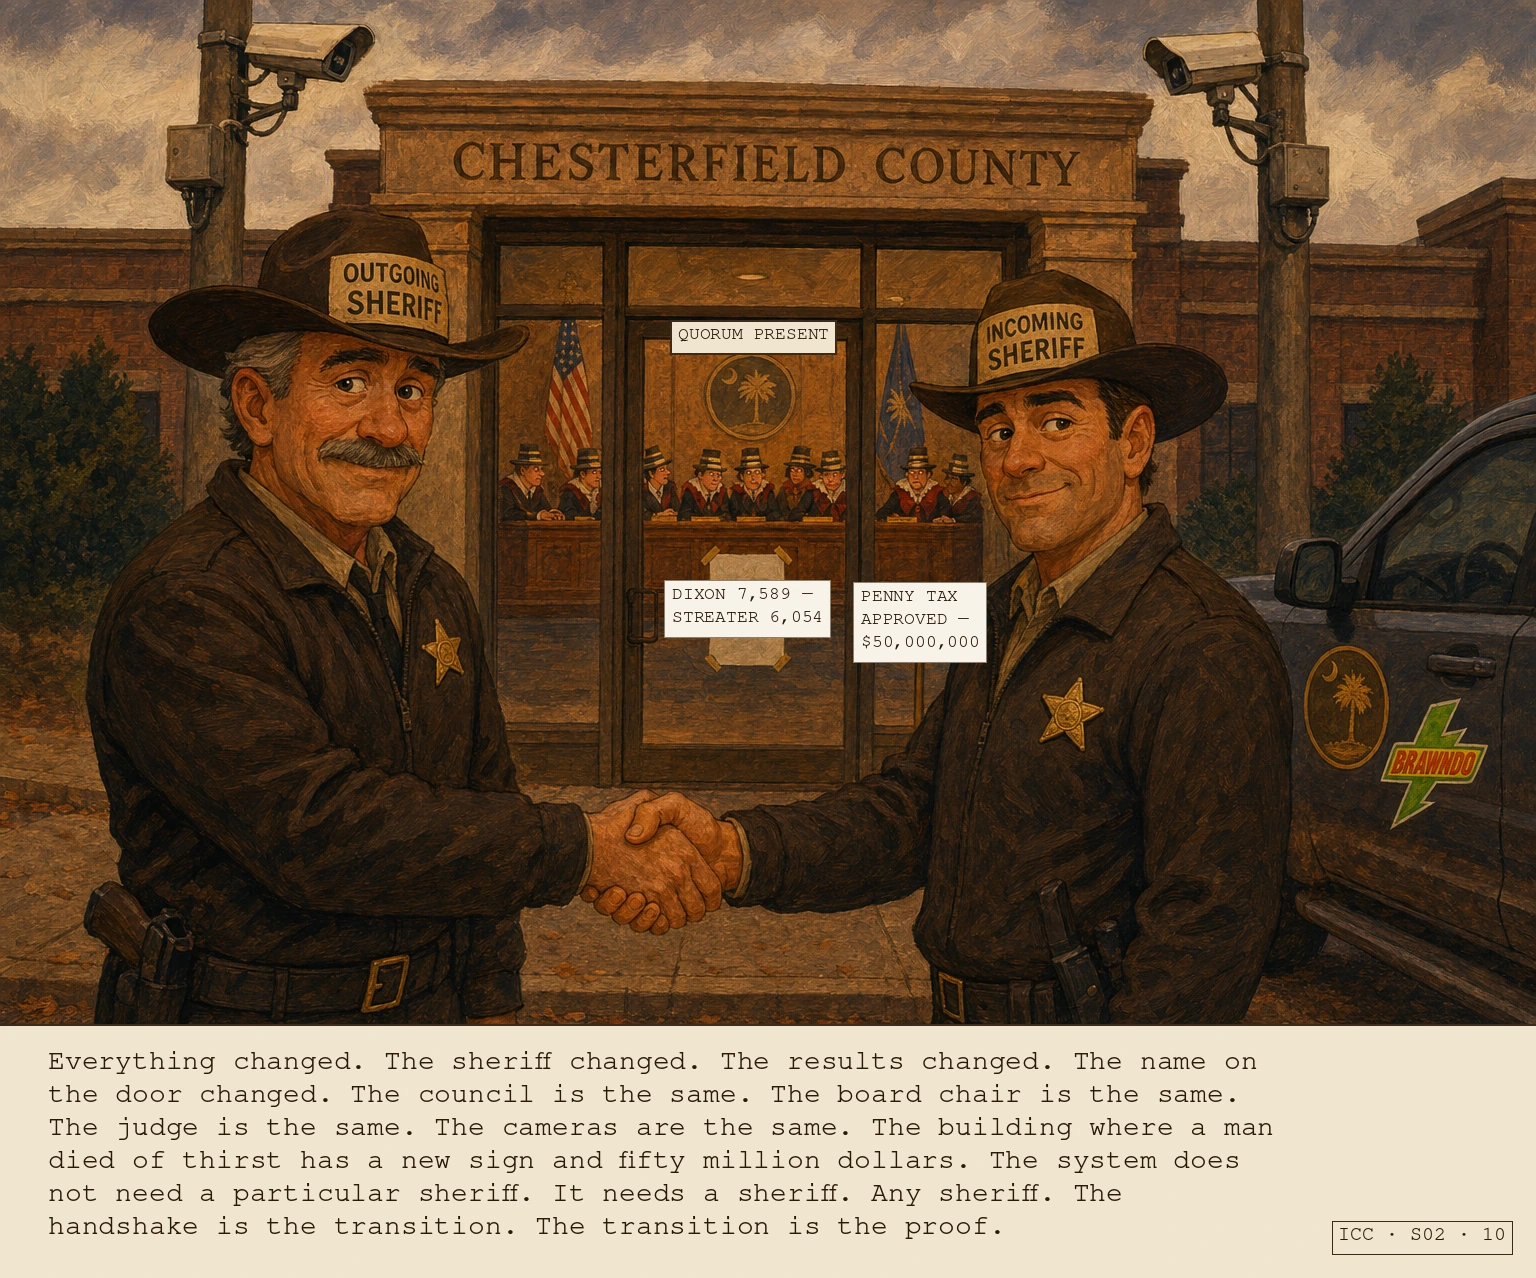 CHESTERFIELD COUNTY
OUTGOING
SHERIFF
INCOMING
SHERIFF
QUORUM PRESENT
DIXON 7,589 —
STREATER 6,054
PENNY TAX
APPROVED —
$50,000,000
BRAWNDO
Everything changed. The sheriff changed. The results changed. The name on
the door changed. The council is the same. The board chair is the same.
The judge is the same. The cameras are the same. The building where a man
died of thirst has a new sign and fifty million dollars. The system does
not need a particular sheriff. It needs a sheriff. Any sheriff. The
handshake is the transition. The transition is the proof.
ICC · S02 · 10